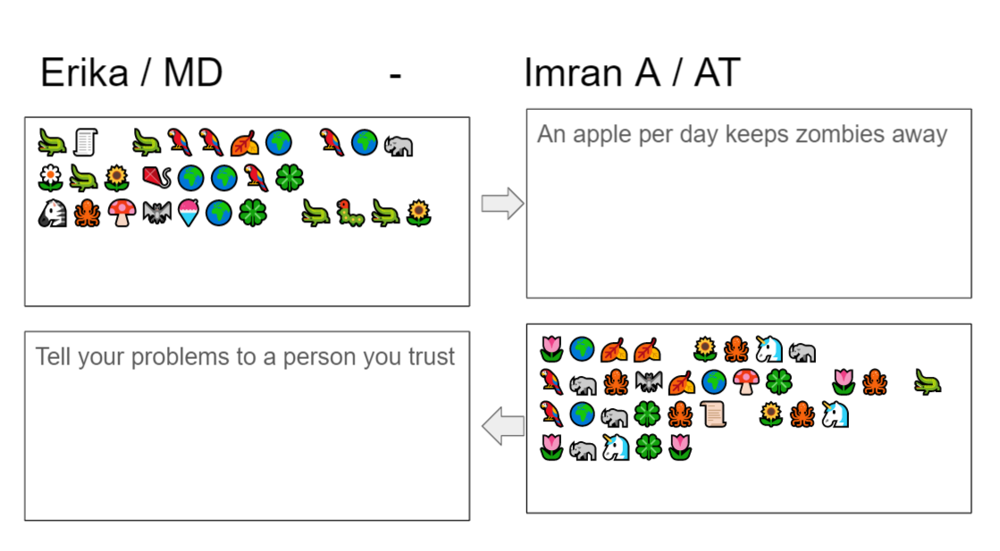 Erika / MD - Imran A / AT
🐊📜 🐊🦜🦜🍂🌍 🦜🌍🐘
🌼🐊🌻 🪁🌍🌍🦜🍀
🦓🐙🍄🦇🍧🌍🍀 🐊🐛🐊🌻
An apple per day keeps zombies away
Tell your problems to a person you trust
🌷🌍🍂🍂 🌻🐙🦄🐘
🦜🐘🐙🦇🍂🌍🍄🍀 🌷🐙 🐊
🦜🌍🐘🍀🐙📜 🌻🐙🦄
🌷🐘🦄🍀🌷